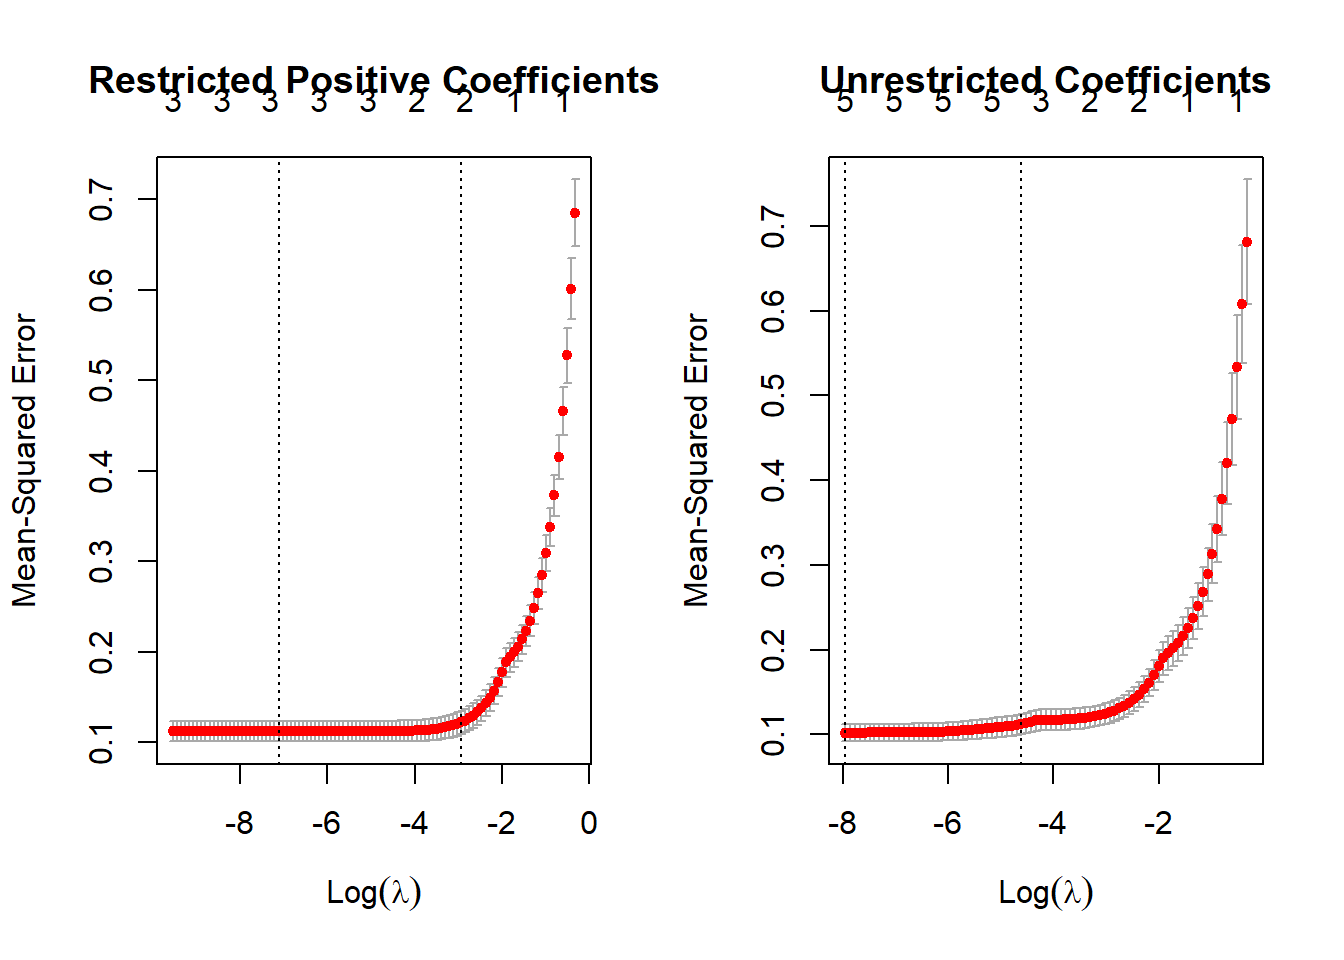 Restricted Positive Coefficients
3 3 3 3 3 2 2 1 1
0.7
0.6
0.5
0.4
0.3
0.2
0.1
Mean-Squared Error
-8 -6 -4 -2 0
Log(λ)
Unrestricted Coefficients
5 5 5 5 3 2 2 1 1
0.7
0.6
0.5
0.4
0.3
0.2
0.1
Mean-Squared Error
-8 -6 -4 -2
Log(λ)